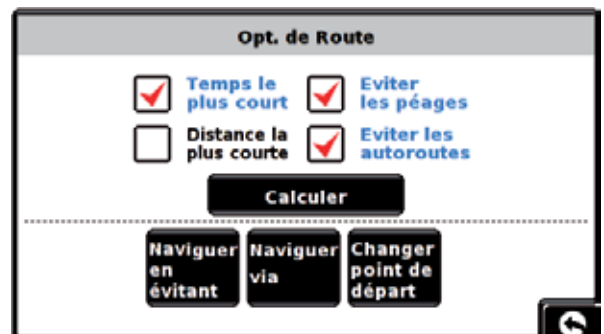 Opt. de Route
Temps le
plus court
Eviter
les péages
Distance la
plus courte
Eviter les
autoroutes
Calculer
Naviguer
en
évitant
Naviguer
via
Changer
point de
départ